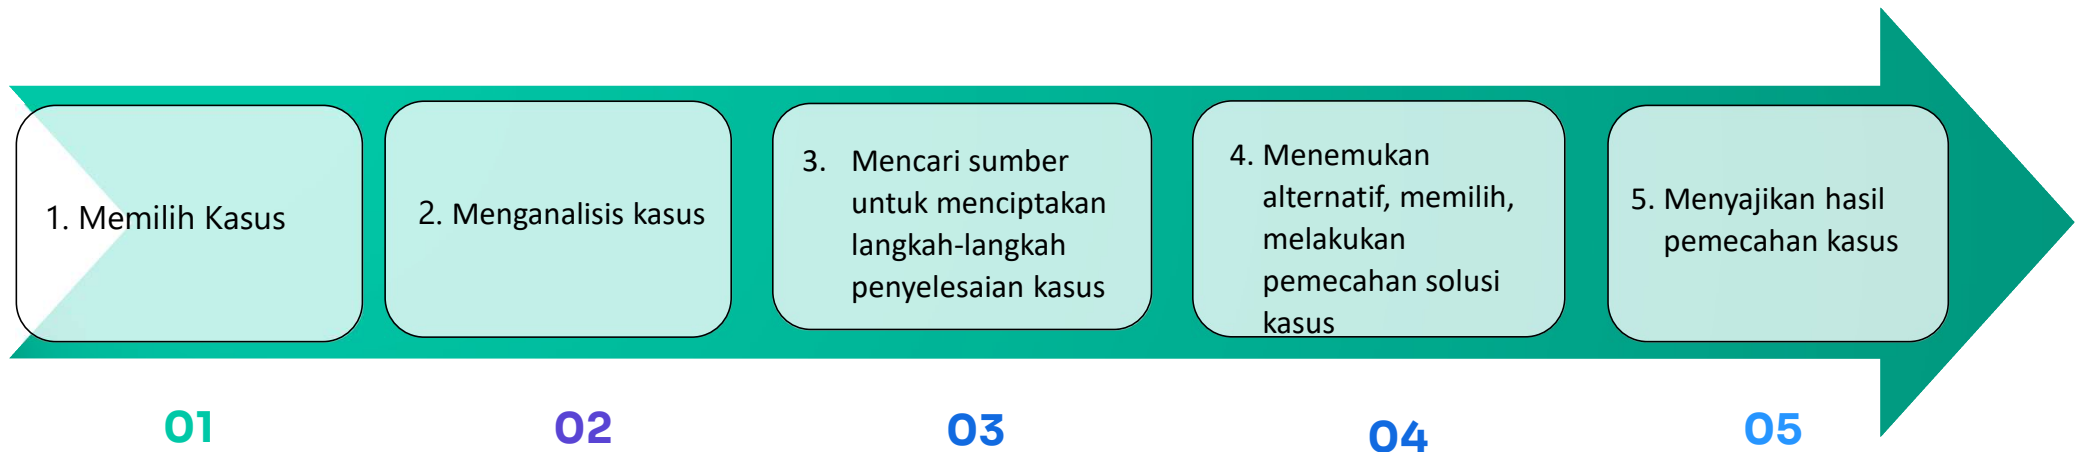 1. Memilih Kasus
2. Menganalisis kasus
3. Mencari sumber
untuk menciptakan
langkah-langkah
penyelesaian kasus
4. Menemukan
alternatif, memilih,
melakukan
pemecahan solusi
kasus
5. Menyajikan hasil
pemecahan kasus
01
02
03
04
05